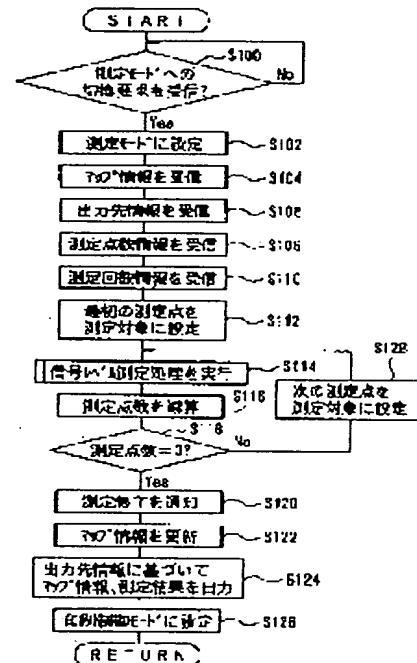 START
S100
測定モードへの
切換要求を受信?
No
Yes
測定モードに設定
S102
マップ情報を受信
S104
出力先情報を受信
測定点数情報を受信
測定回数情報を受信
S110
最初の測定点を
測定対象に設定
S112
信号レベル測定処理を実行
S114
測定点数を減算
S116
S118
測定点数=0?
No
次の測定点を
測定対象に設定
Yes
測定終了を通知
S120
マップ情報を更新
S122
出力先情報に基づいて
マップ情報、測定結果を出力
S124
モードに設定
S126
RETURN